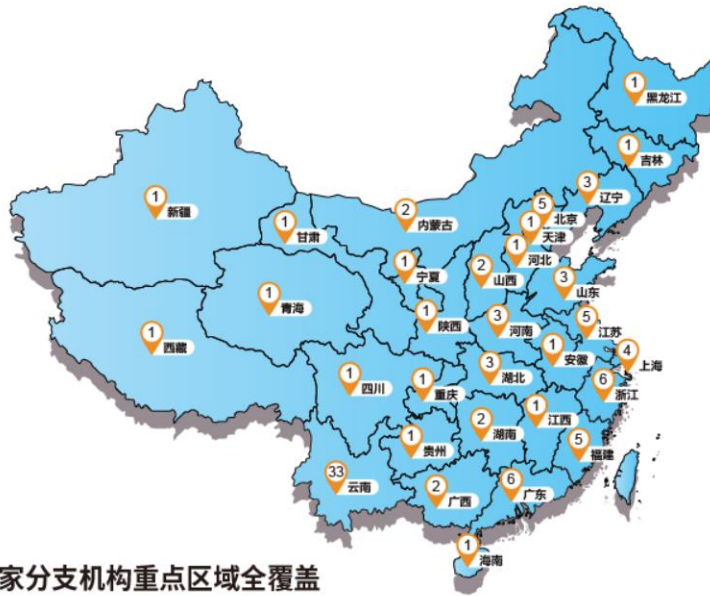 1
黑龙江
1
吉林
3
辽宁
5
北京
1
天津
1
河北
2
内蒙古
1
新疆
1
甘肃
1
宁夏
2
山西
3
山东
1
青海
1
陕西
3
河南
5
江苏
1
西藏
1
安徽
4
上海
3
湖北
6
浙江
1
四川
1
重庆
2
湖南
1
江西
1
贵州
5
福建
33
云南
2
广西
6
广东
1
海南
家分支机构重点区域全覆盖